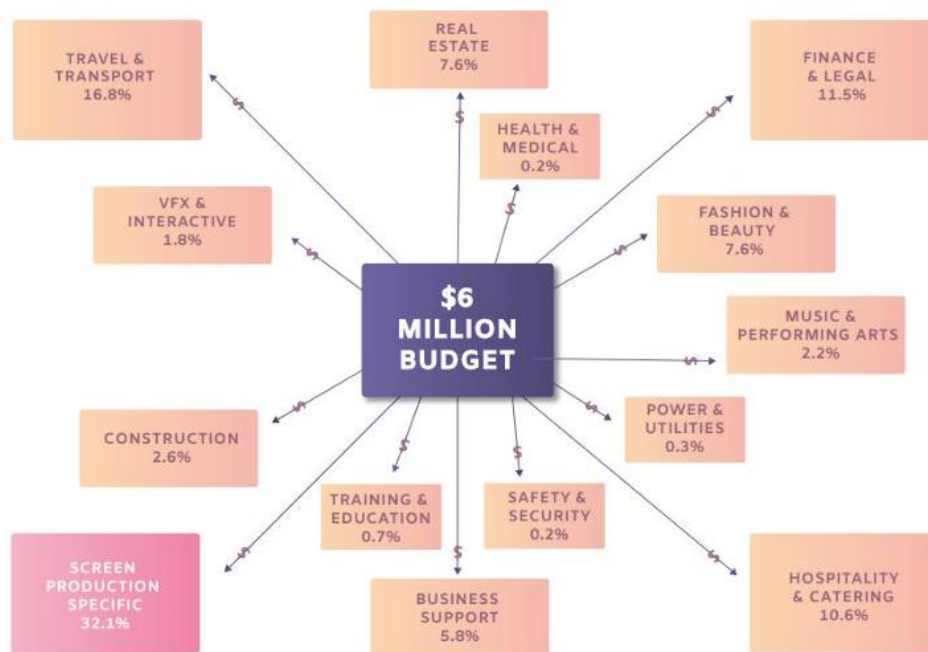 TRAVEL &
TRANSPORT
16.8%
REAL
ESTATE
7.6%
FINANCE
& LEGAL
11.5%
HEALTH &
MEDICAL
0.2%
VFX &
INTERACTIVE
1.8%
FASHION &
BEAUTY
7.6%
$6
MILLION
BUDGET
MUSIC &
PERFORMING ARTS
2.2%
CONSTRUCTION
2.6%
POWER &
UTILITIES
0.3%
TRAINING &
EDUCATION
0.7%
SAFETY &
SECURITY
0.2%
SCREEN
PRODUCTION
SPECIFIC
32.1%
BUSINESS
SUPPORT
5.8%
HOSPITALITY
& CATERING
10.6%
$
$
$
$
$
$
$
$
$
$
$
$
$
$